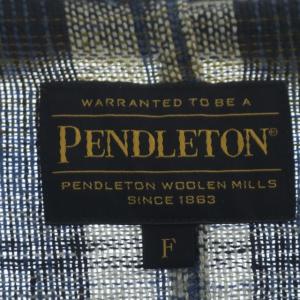 WARRANTED TO BE A
PENDLETON®
PENDLETON WOOLEN MILLS
SINCE 1863
F